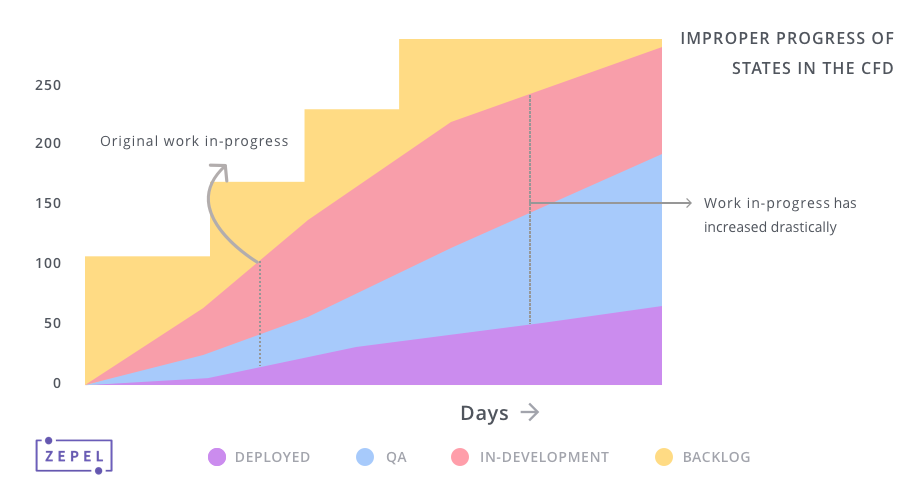 IMPROPER PROGRESS OF
STATES IN THE CFD
250
200
150
100
50
0
Original work in-progress
Work in-progress has
increased drastically
Days
ZEPEL
DEPLOYED
QA
IN-DEVELOPMENT
BACKLOG